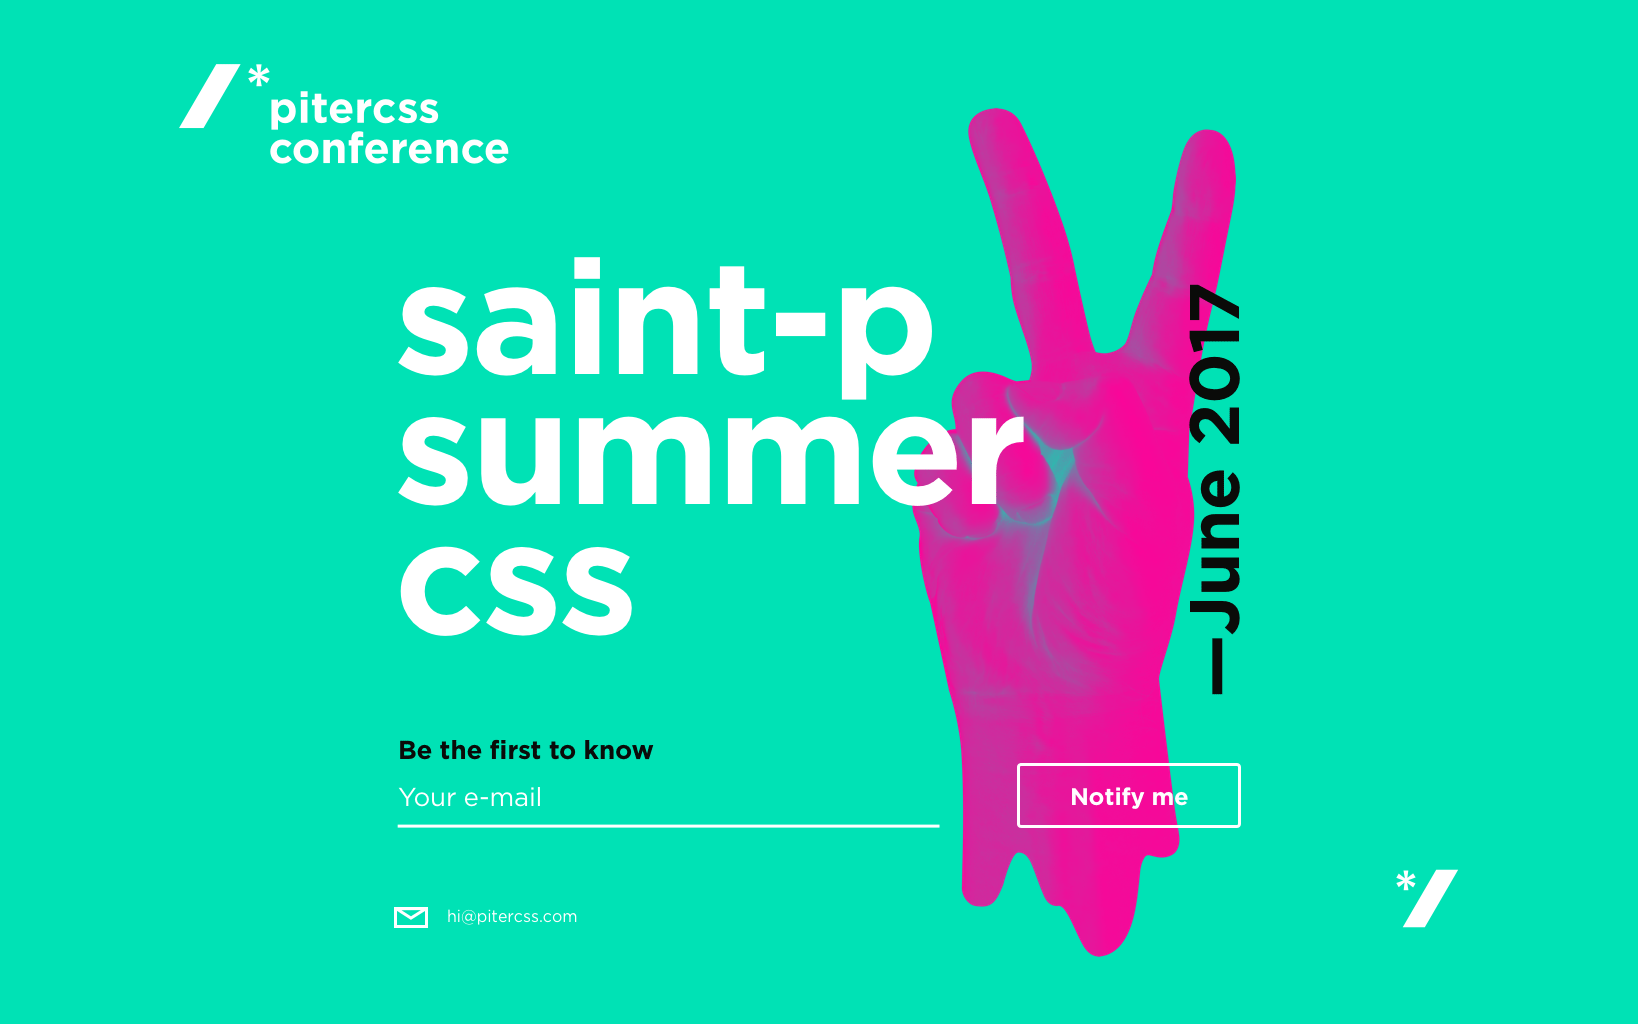 /*
pitercss
conference
saint-p
summer
css
—June 2017
Be the first to know
Your e-mail
Notify me
hi@pitercss.com
*/